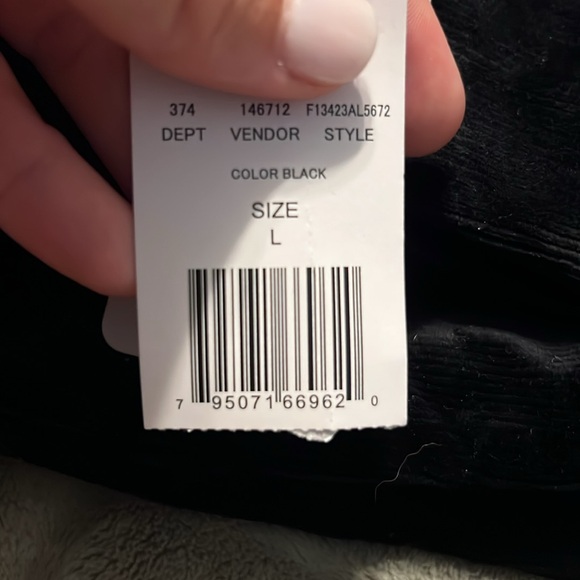 374 146712 F13423AL5672
DEPT VENDOR STYLE
COLOR BLACK
SIZE
L
7 95071 66962 0